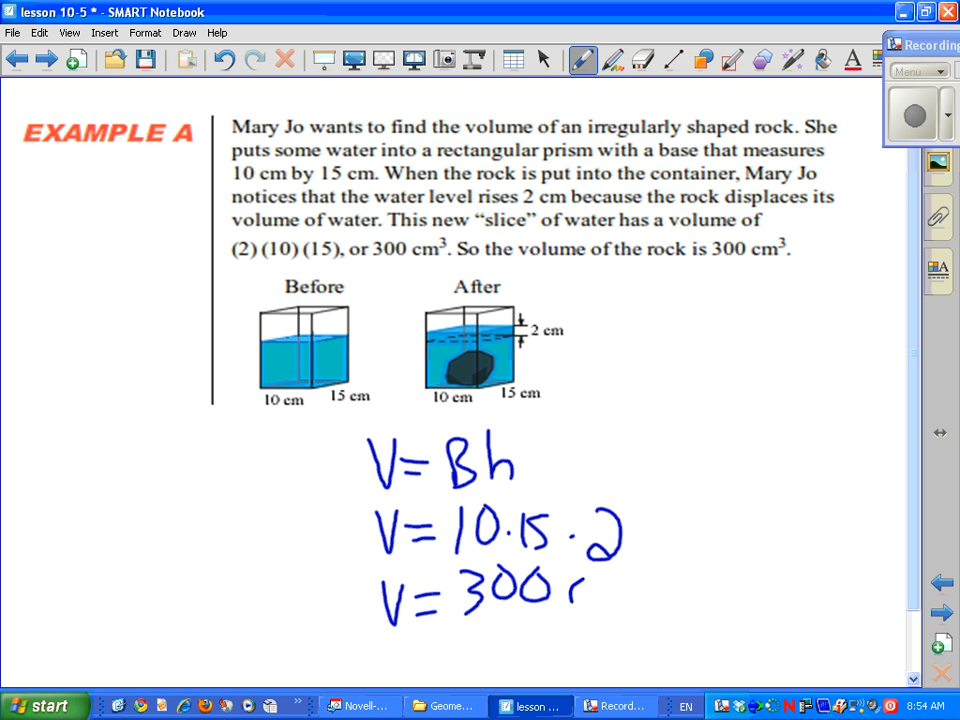 lesson 10-5 * - SMART Notebook
File Edit View Insert Format Draw Help
Recording
Menu
EXAMPLE A
Mary Jo wants to find the volume of an irregularly shaped rock. She
puts some water into a rectangular prism with a base that measures
10 cm by 15 cm. When the rock is put into the container, Mary Jo
notices that the water level rises 2 cm because the rock displaces its
volume of water. This new “slice” of water has a volume of
(2)(10)(15), or 300 cm³. So the volume of the rock is 300 cm³.
Before After
2 cm
10 cm 15 cm 10 cm 15 cm
V = Bh
V = 10 · 15 · 2
V = 300 c
start Novell-... Geome... lesson ... Record... EN 8:54 AM